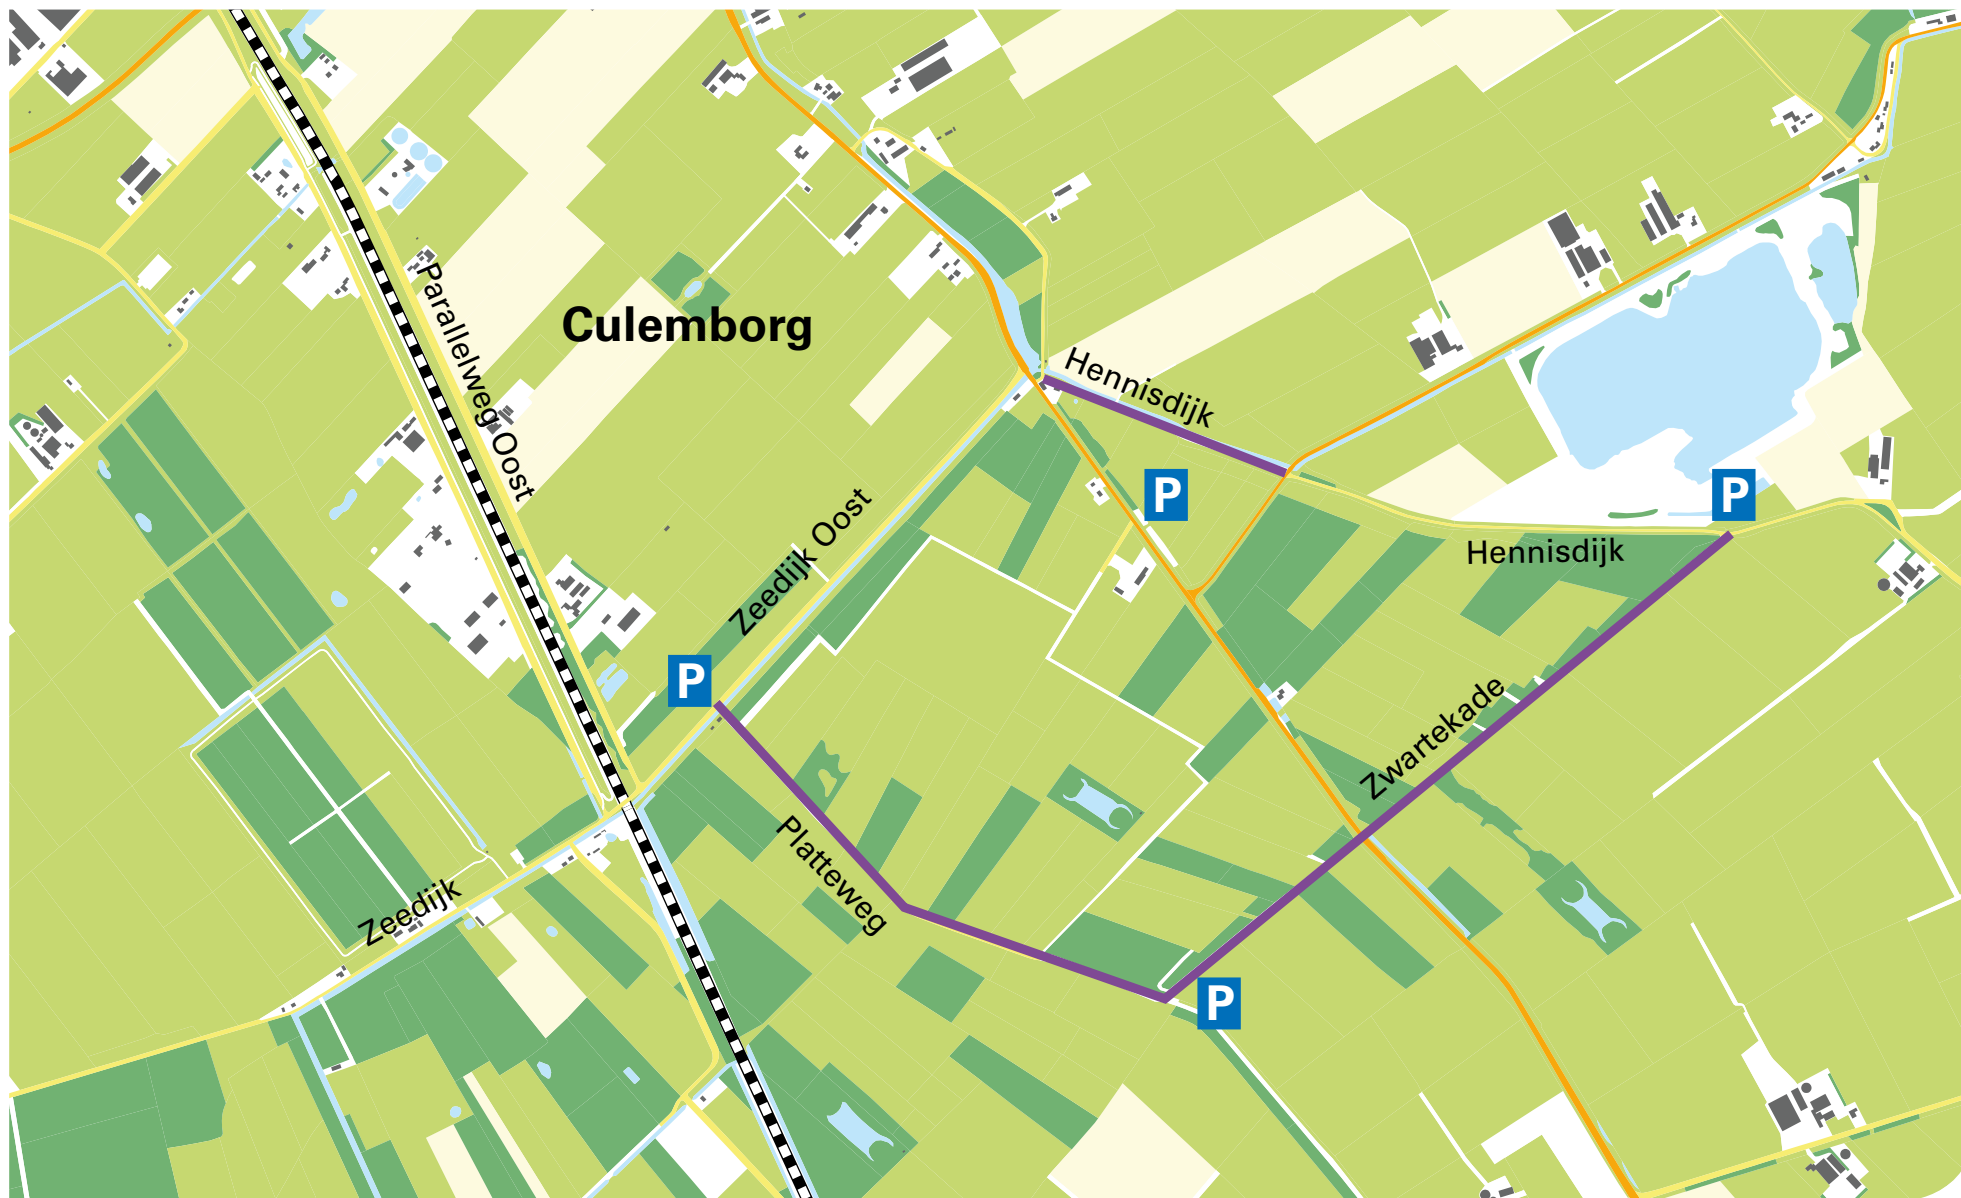 Parallelweg Oost
Culemborg
Hennisdijk
P
P
Hennisdijk
Zeedijk Oost
P
Zwartekade
Platteweg
Zeedijk
P